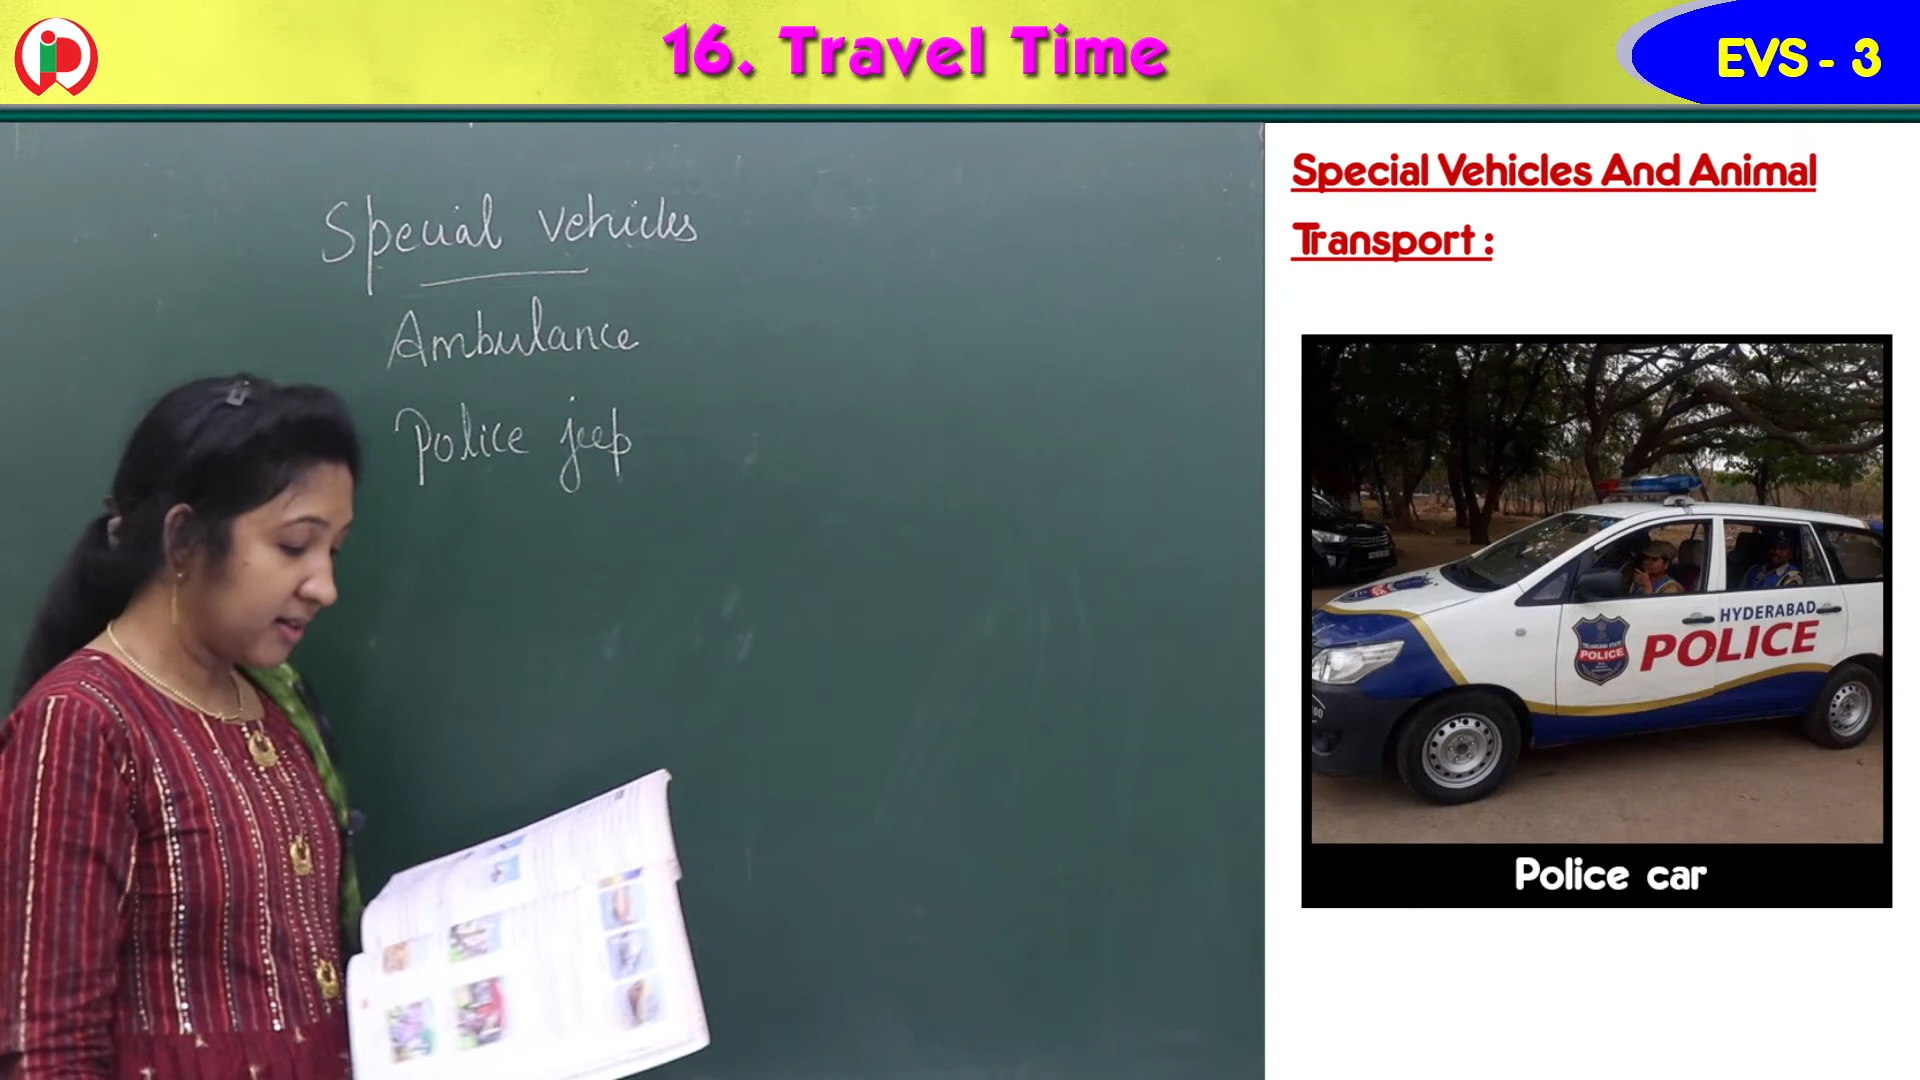 16. Travel Time
EVS - 3
Special vehicles
Ambulance
Police jeep
Special Vehicles And Animal
Transport :
HYDERABAD
POLICE
POLICE
Police car